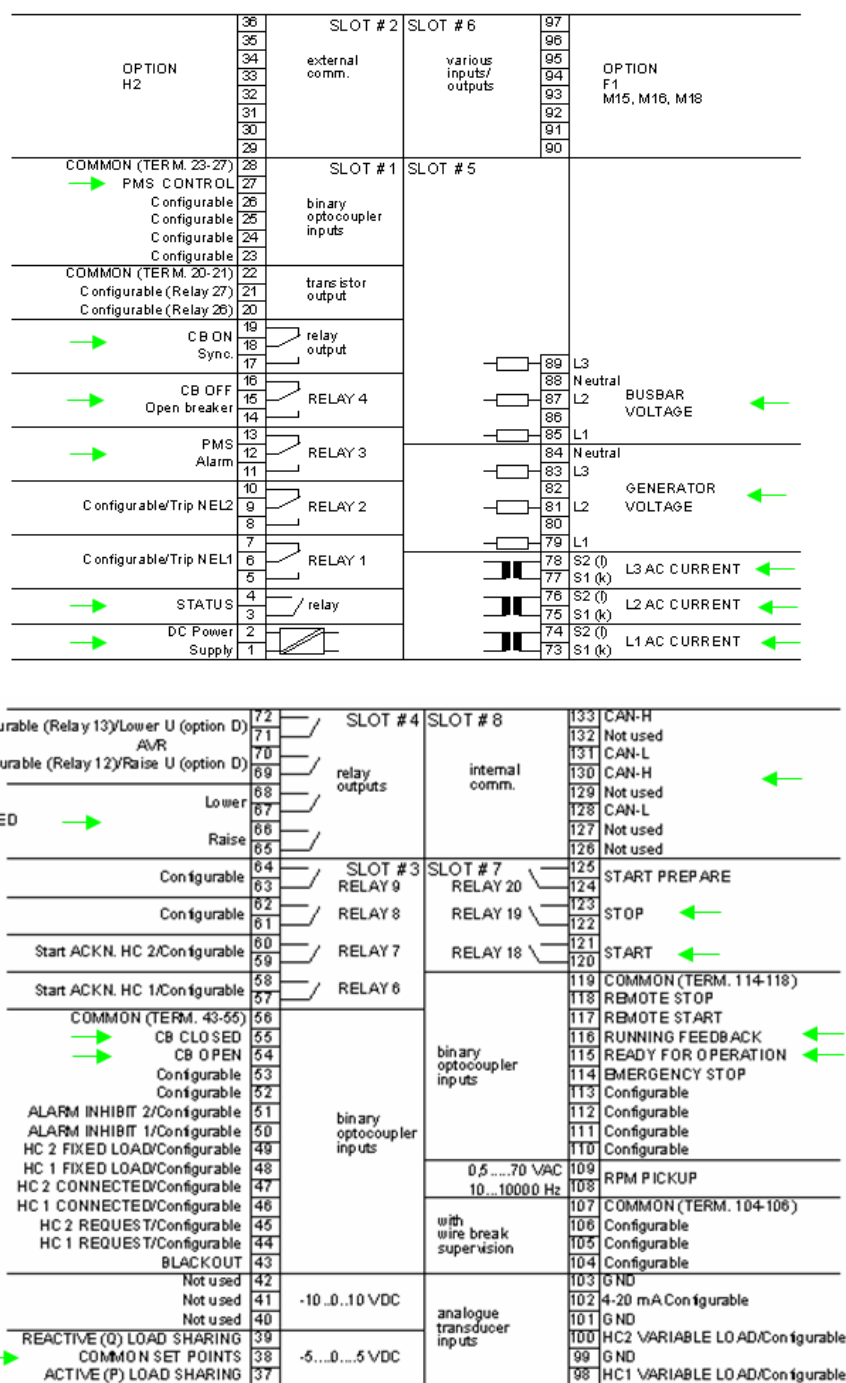 36 SLOT # 2 SLOT # 6 97
35 96
34 external various 95
OPTION 33 comm. inputs/ 94 OPTION
H2 outputs F1
32 93 M15, M16, M18
31 92
30 91
29 90
COMMON (TERM. 23-27) 28 SLOT # 1 SLOT # 5
PMS CONTROL 27
Configurable 26 binary
Configurable 25 optocoupler
Configurable 24 inputs
Configurable 23
COMMON (TERM. 20-21) 22
Configurable (Relay 27) 21 transistor
Configurable (Relay 26) 20 output
19
CB ON 18 relay
Sync. output
17 89 L3
16 88 Neutral
CB OFF 15 RELAY 4 87 L2 BUSBAR
Open breaker 14 86 VOLTAGE
13 85 L1
PMS 12 RELAY 3 84 Neutral
Alarm 11 83 L3
10 82 GENERATOR
Configurable/Trip NEL2 9 RELAY 2 81 L2 VOLTAGE
8 80
7 79 L1
Configurable/Trip NEL1 6 RELAY 1 78 S2 (l) L3 AC CURRENT
5 77 S1 (k)
STATUS 4 relay 76 S2 (l) L2 AC CURRENT
3 75 S1 (k)
DC Power 2 74 S2 (l) L1 AC CURRENT
Supply 1 73 S1 (k)
urable (Relay 13)/Lower U (option D) 72 SLOT # 4 SLOT # 8 133 CAN-H
AVR 71 132 Not used
urable (Relay 12)/Raise U (option D) 70 131 CAN-L
69 relay internal 130 CAN-H
Lower 68 outputs comm. 129 Not used
ED 67 128 CAN-L
Raise 66 127 Not used
65 126 Not used
Configurable 64 SLOT # 3 SLOT # 7 125 START PREPARE
63 RELAY 9 RELAY 20 124
Configurable 62 RELAY 8 RELAY 19 123 STOP
61 122
Start ACKN. HC 2/Configurable 60 RELAY 7 RELAY 18 121 START
59 120
Start ACKN. HC 1/Configurable 58 RELAY 6 119 COMMON (TERM. 114-118)
57 118 REMOTE STOP
COMMON (TERM. 43-55) 56 117 REMOTE START
CB CLOSED 55 116 RUNNING FEEDBACK
CB OPEN 54 binary 115 READY FOR OPERATION
Configurable 53 optocoupler 114 EMERGENCY STOP
Configurable 52 inputs 113 Configurable
ALARM INHIBIT 2/Configurable 51 binary 112 Configurable
ALARM INHIBIT 1/Configurable 50 optocoupler 111 Configurable
HC 2 FIXED LOAD/Configurable 49 inputs 110 Configurable
HC 1 FIXED LOAD/Configurable 48 0,5.....70 VAC 109 RPM PICKUP
HC 2 CONNECTED/Configurable 47 10...10000 Hz 108
HC 1 CONNECTED/Configurable 46 107 COMMON (TERM. 104-106)
HC 2 REQUEST/Configurable 45 with 106 Configurable
HC 1 REQUEST/Configurable 44 wire break 105 Configurable
BLACKOUT 43 supervision 104 Configurable
Not used 42 103 GND
Not used 41 -10..0..10 VDC 102 4-20 mA Configurable
Not used 40 analogue 101 GND
REACTIVE (Q) LOAD SHARING 39 transducer 100 HC2 VARIABLE LOAD/Configurable
COMMON SET POINTS 38 -5....0....5 VDC inputs 99 GND
ACTIVE (P) LOAD SHARING 37 98 HC1 VARIABLE LOAD/Configurable